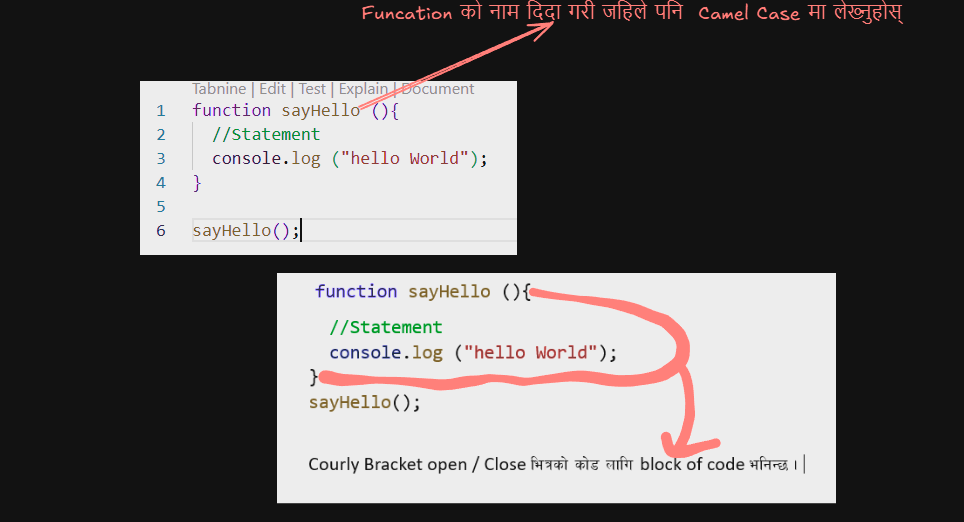 Funcation को नाम दिदा गरी जहिले पनि Camel Case मा लेख्नुहोस्
Tabnine | Edit | Test | Explain | Document
1 function sayHello (){
2 //Statement
3 console.log ("hello World");
4 }
5
6 sayHello();
function sayHello (){
//Statement
console.log ("hello World");
}
sayHello();
Courly Bracket open / Close भित्रको कोड लागि block of code भनिन्छ ।